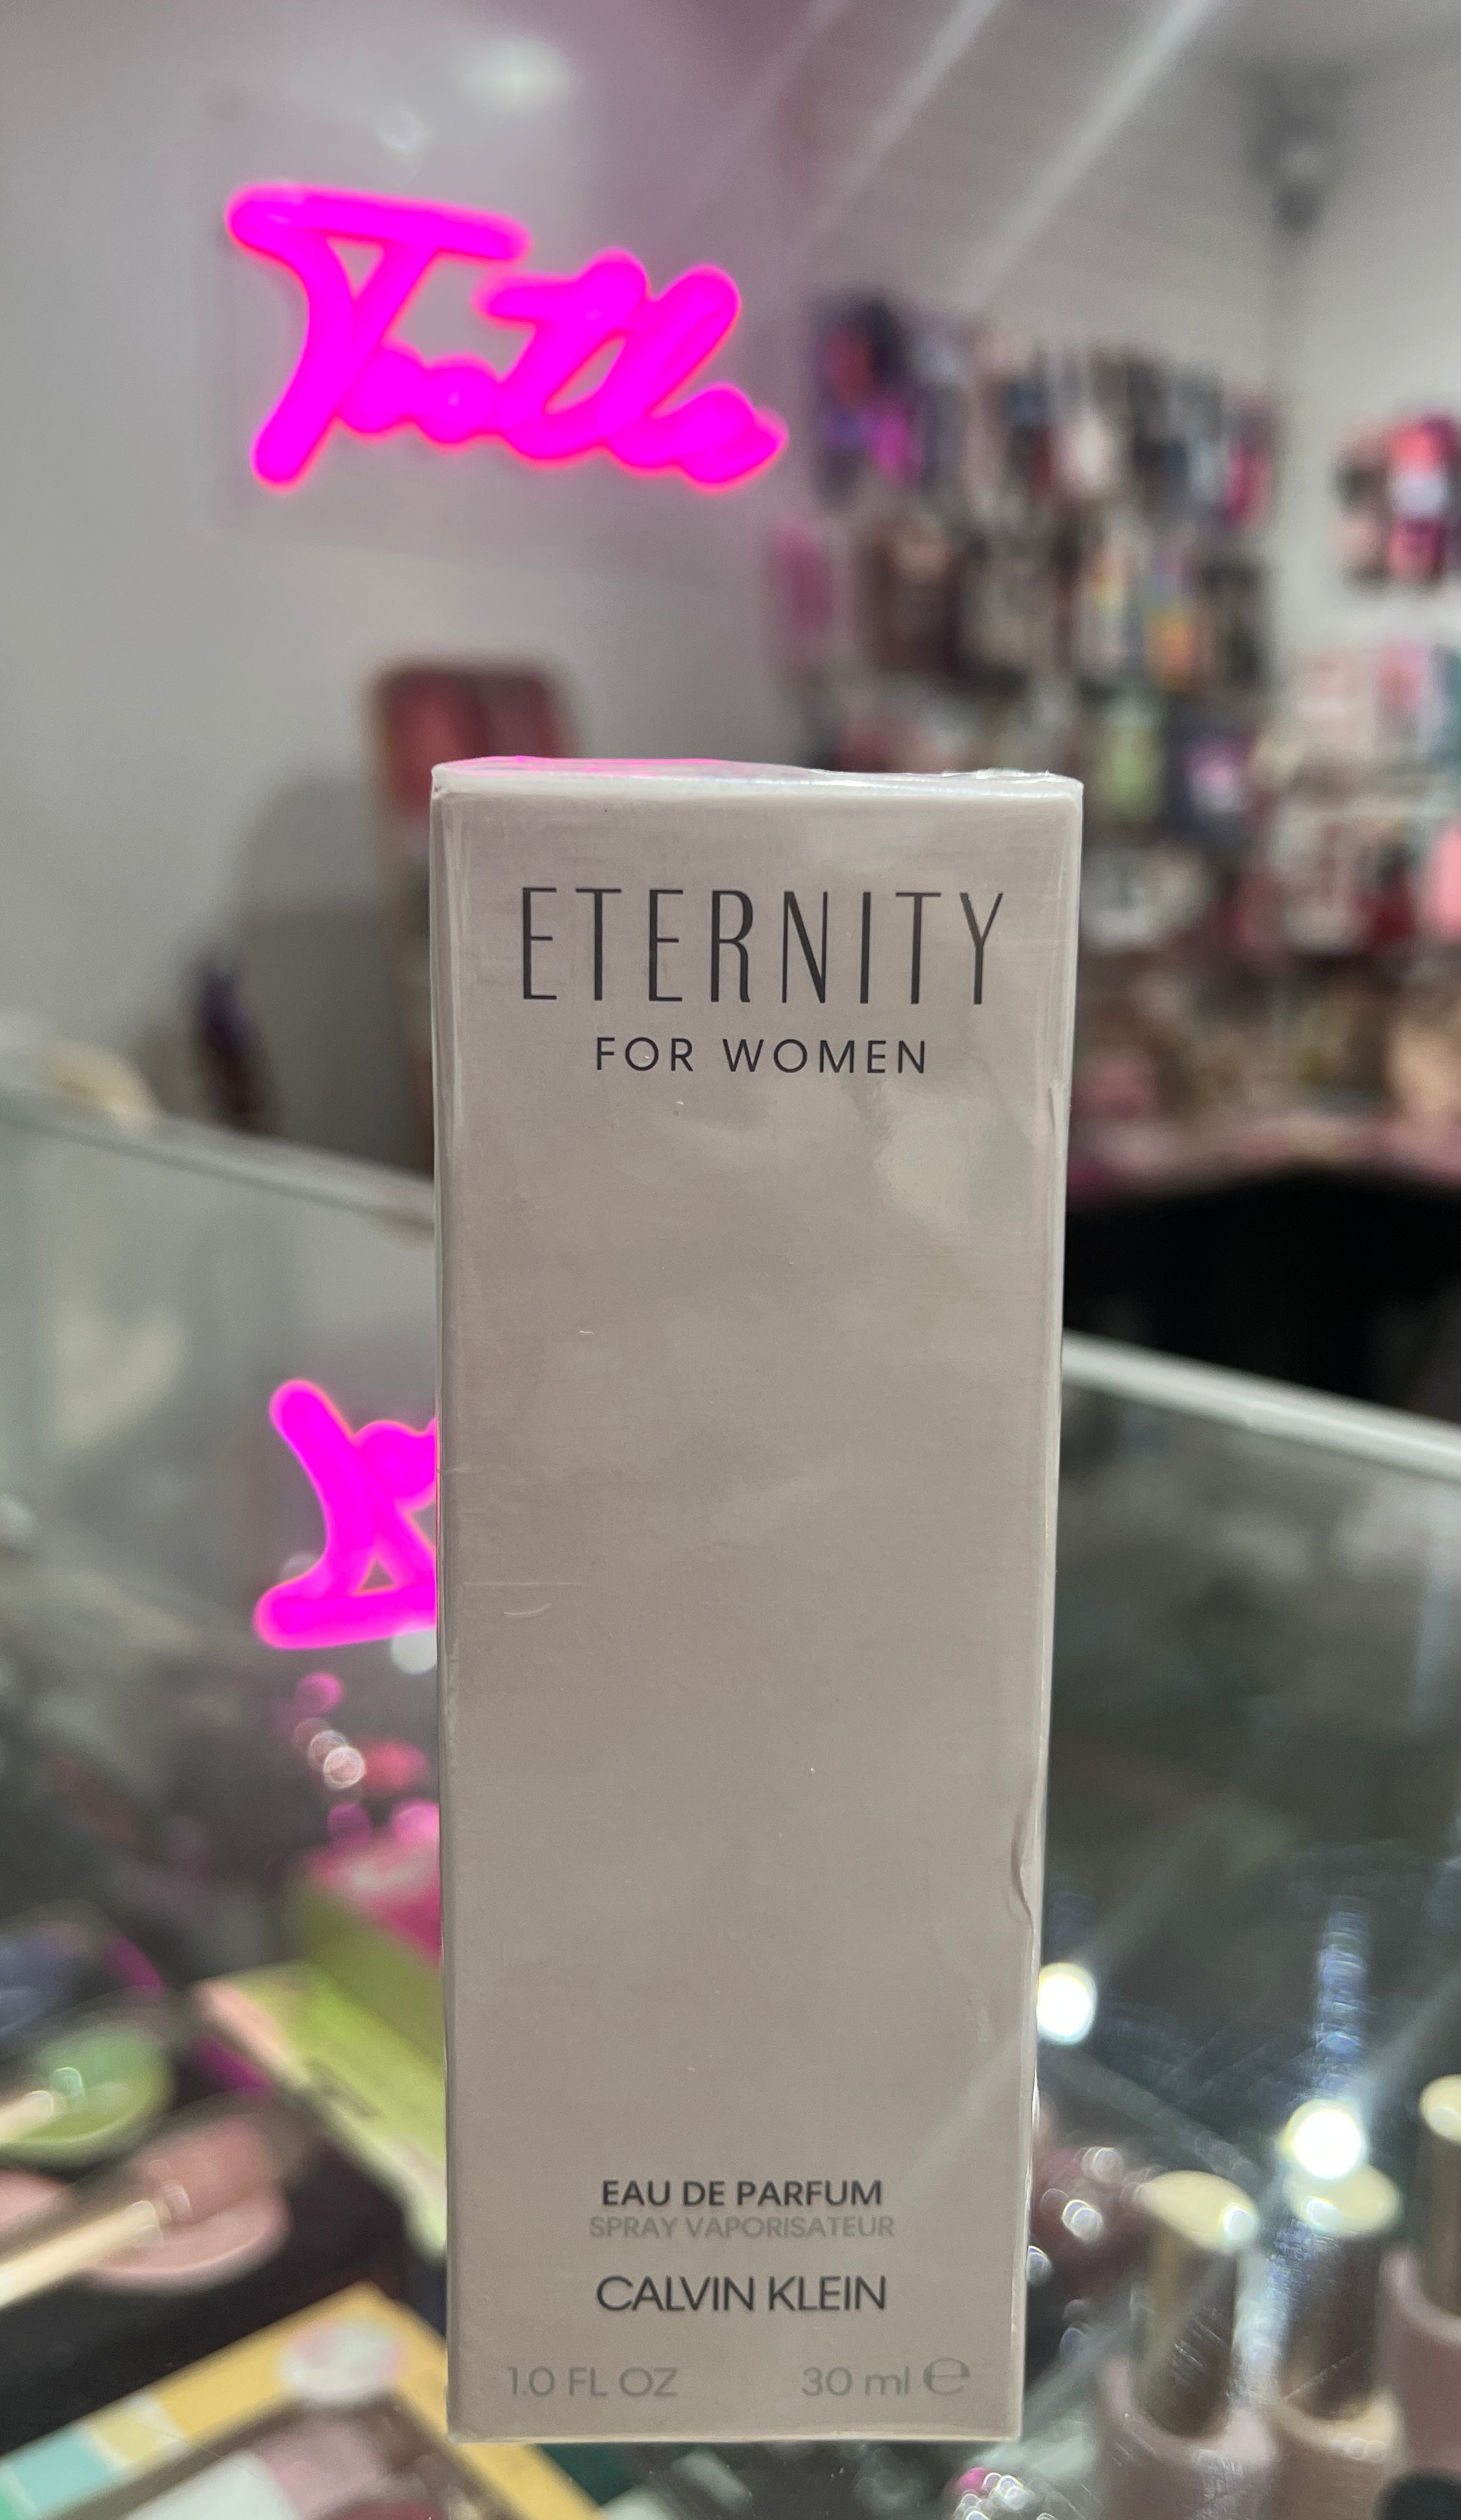 ETERNITY
FOR WOMEN
EAU DE PARFUM
SPRAY VAPORISATEUR
CALVIN KLEIN
1.0 FL OZ 30 ml ℮